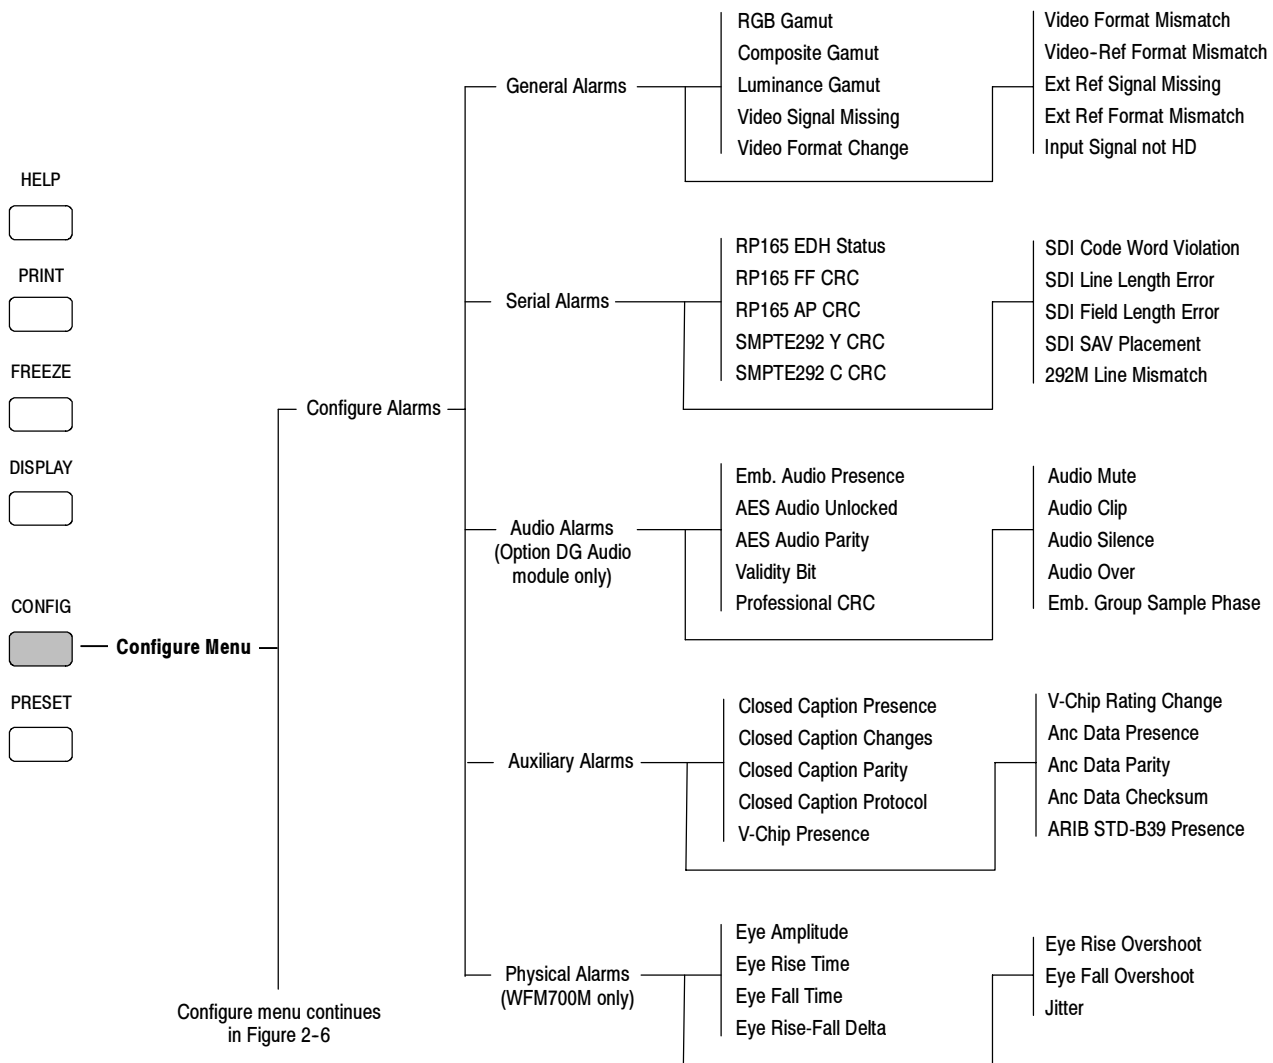 HELP
PRINT
FREEZE
DISPLAY
CONFIG
PRESET
Configure Menu
Configure menu continues
in Figure 2-6
Configure Alarms
General Alarms
RGB Gamut
Composite Gamut
Luminance Gamut
Video Signal Missing
Video Format Change
Video Format Mismatch
Video-Ref Format Mismatch
Ext Ref Signal Missing
Ext Ref Format Mismatch
Input Signal not HD
Serial Alarms
RP165 EDH Status
RP165 FF CRC
RP165 AP CRC
SMPTE292 Y CRC
SMPTE292 C CRC
SDI Code Word Violation
SDI Line Length Error
SDI Field Length Error
SDI SAV Placement
292M Line Mismatch
Audio Alarms
(Option DG Audio
module only)
Emb. Audio Presence
AES Audio Unlocked
AES Audio Parity
Validity Bit
Professional CRC
Audio Mute
Audio Clip
Audio Silence
Audio Over
Emb. Group Sample Phase
Auxiliary Alarms
Closed Caption Presence
Closed Caption Changes
Closed Caption Parity
Closed Caption Protocol
V-Chip Presence
V-Chip Rating Change
Anc Data Presence
Anc Data Parity
Anc Data Checksum
ARIB STD-B39 Presence
Physical Alarms
(WFM700M only)
Eye Amplitude
Eye Rise Time
Eye Fall Time
Eye Rise-Fall Delta
Eye Rise Overshoot
Eye Fall Overshoot
Jitter